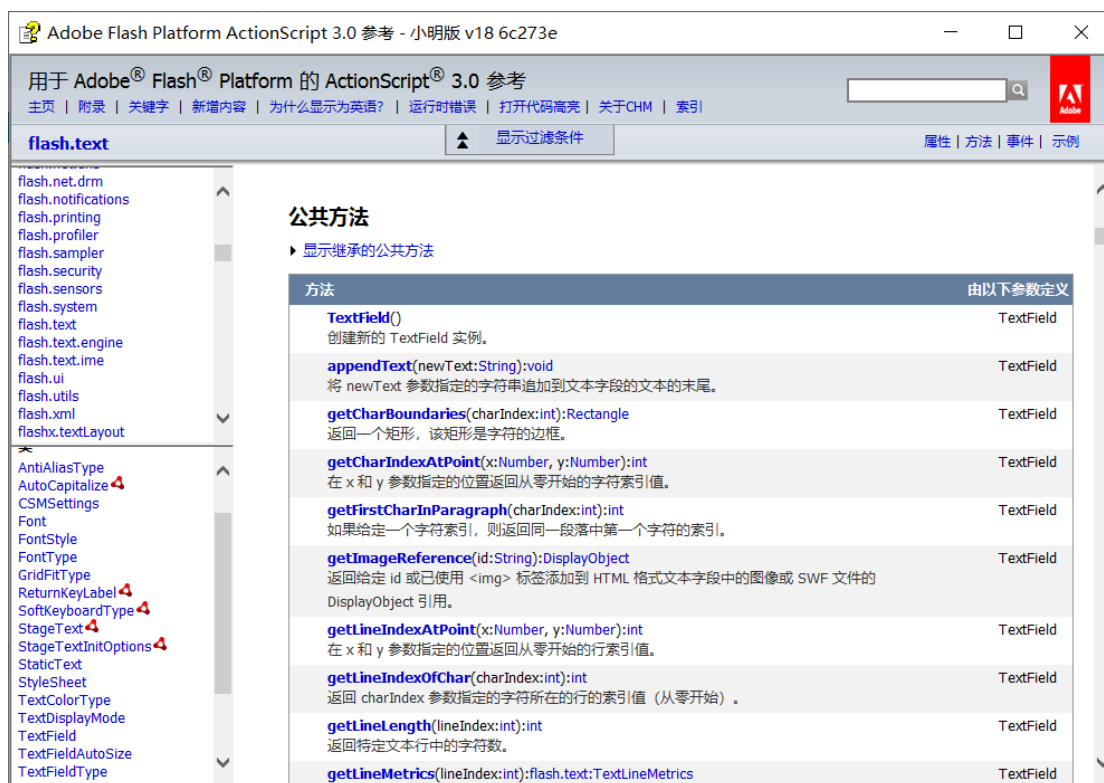 Adobe Flash Platform ActionScript 3.0 参考 - 小明版 v18 6c273e
用于 Adobe® Flash® Platform 的 ActionScript® 3.0 参考
主页 | 附录 | 关键字 | 新增内容 | 为什么显示为英语? | 运行时错误 | 打开代码高亮 | 关于CHM | 索引
Adobe
flash.text
显示过滤条件
属性 | 方法 | 事件 | 示例
flash.net.drm
flash.notifications
flash.printing
flash.profiler
flash.sampler
flash.security
flash.sensors
flash.system
flash.text
flash.text.engine
flash.text.ime
flash.ui
flash.utils
flash.xml
flashx.textLayout
类
AntiAliasType
AutoCapitalize
CSMSettings
Font
FontStyle
FontType
GridFitType
ReturnKeyLabel
SoftKeyboardType
StageText
StageTextInitOptions
StaticText
StyleSheet
TextColorType
TextDisplayMode
TextField
TextFieldAutoSize
TextFieldType
公共方法
显示继承的公共方法
方法 由以下参数定义
TextField() TextField
创建新的 TextField 实例。
appendText(newText:String):void TextField
将 newText 参数指定的字符串追加到文本字段的文本的末尾。
getCharBoundaries(charIndex:int):Rectangle TextField
返回一个矩形，该矩形是字符的边框。
getCharIndexAtPoint(x:Number, y:Number):int TextField
在 x 和 y 参数指定的位置返回从零开始的字符索引值。
getFirstCharInParagraph(charIndex:int):int TextField
如果给定一个字符索引，则返回同一段落中第一个字符的索引。
getImageReference(id:String):DisplayObject TextField
返回给定 id 或已使用 <img> 标签添加到 HTML 格式文本字段中的图像或 SWF 文件的
DisplayObject 引用。
getLineIndexAtPoint(x:Number, y:Number):int TextField
在 x 和 y 参数指定的位置返回从零开始的行索引值。
getLineIndexOfChar(charIndex:int):int TextField
返回 charIndex 参数指定的字符所在的行的索引值（从零开始）。
getLineLength(lineIndex:int):int TextField
返回特定文本行中的字符数。
getLineMetrics(lineIndex:int):flash.text:TextLineMetrics TextField